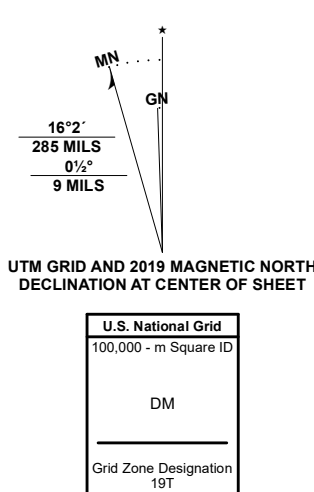 ★
MN
GN
16°2´
285 MILS
0½°
9 MILS
UTM GRID AND 2019 MAGNETIC NORTH
DECLINATION AT CENTER OF SHEET
U.S. National Grid
100,000 - m Square ID
DM
Grid Zone Designation
19T